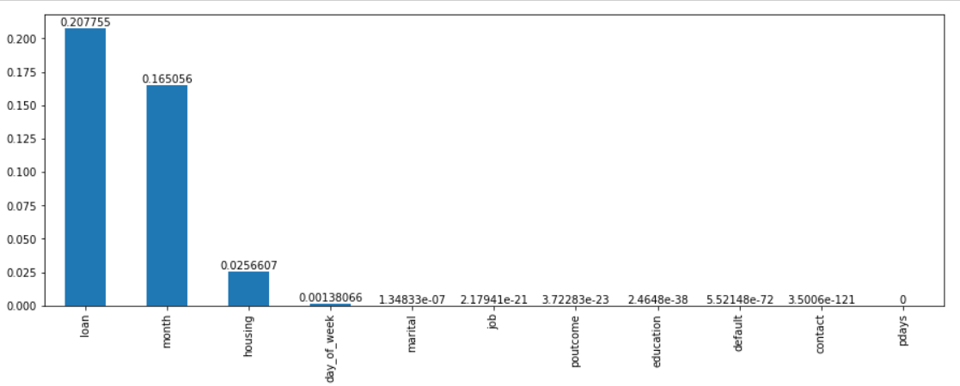 0.207755
0.200
0.175
0.165056
0.150
0.125
0.100
0.075
0.050
0.025
0.0256607
0.00138066
1.34833e-07
2.17941e-21
3.72283e-23
2.4648e-38
5.52148e-72
3.5006e-121
0
0.000
loan
month
housing
day_of_week
marital
job
poutcome
education
default
contact
pdays